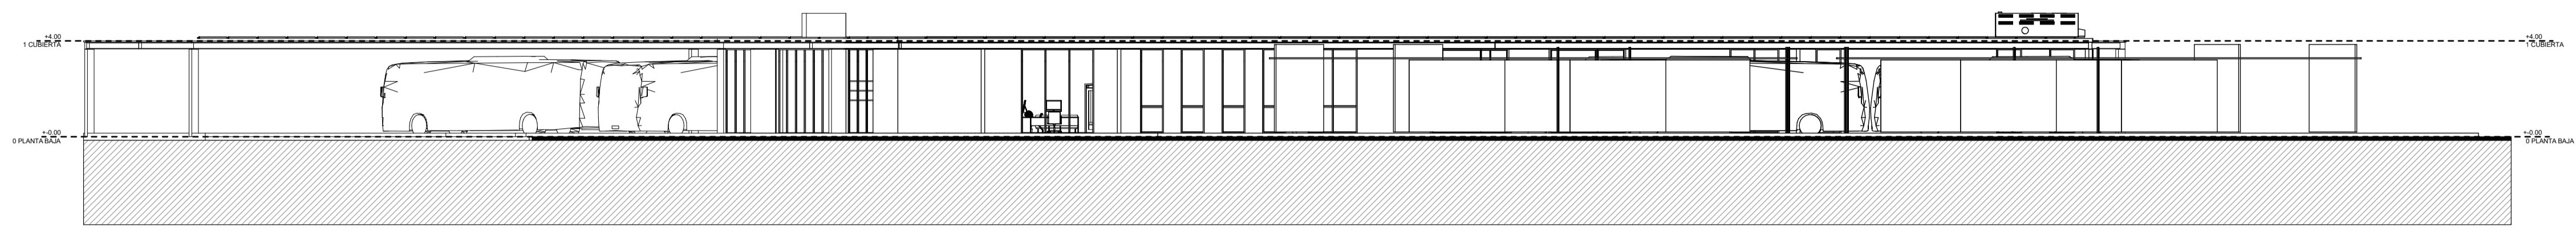 +4.00
1 CUBIERTA
+4.00
1 CUBIERTA
+-0.00
0 PLANTA BAJA
+-0.00
0 PLANTA BAJA